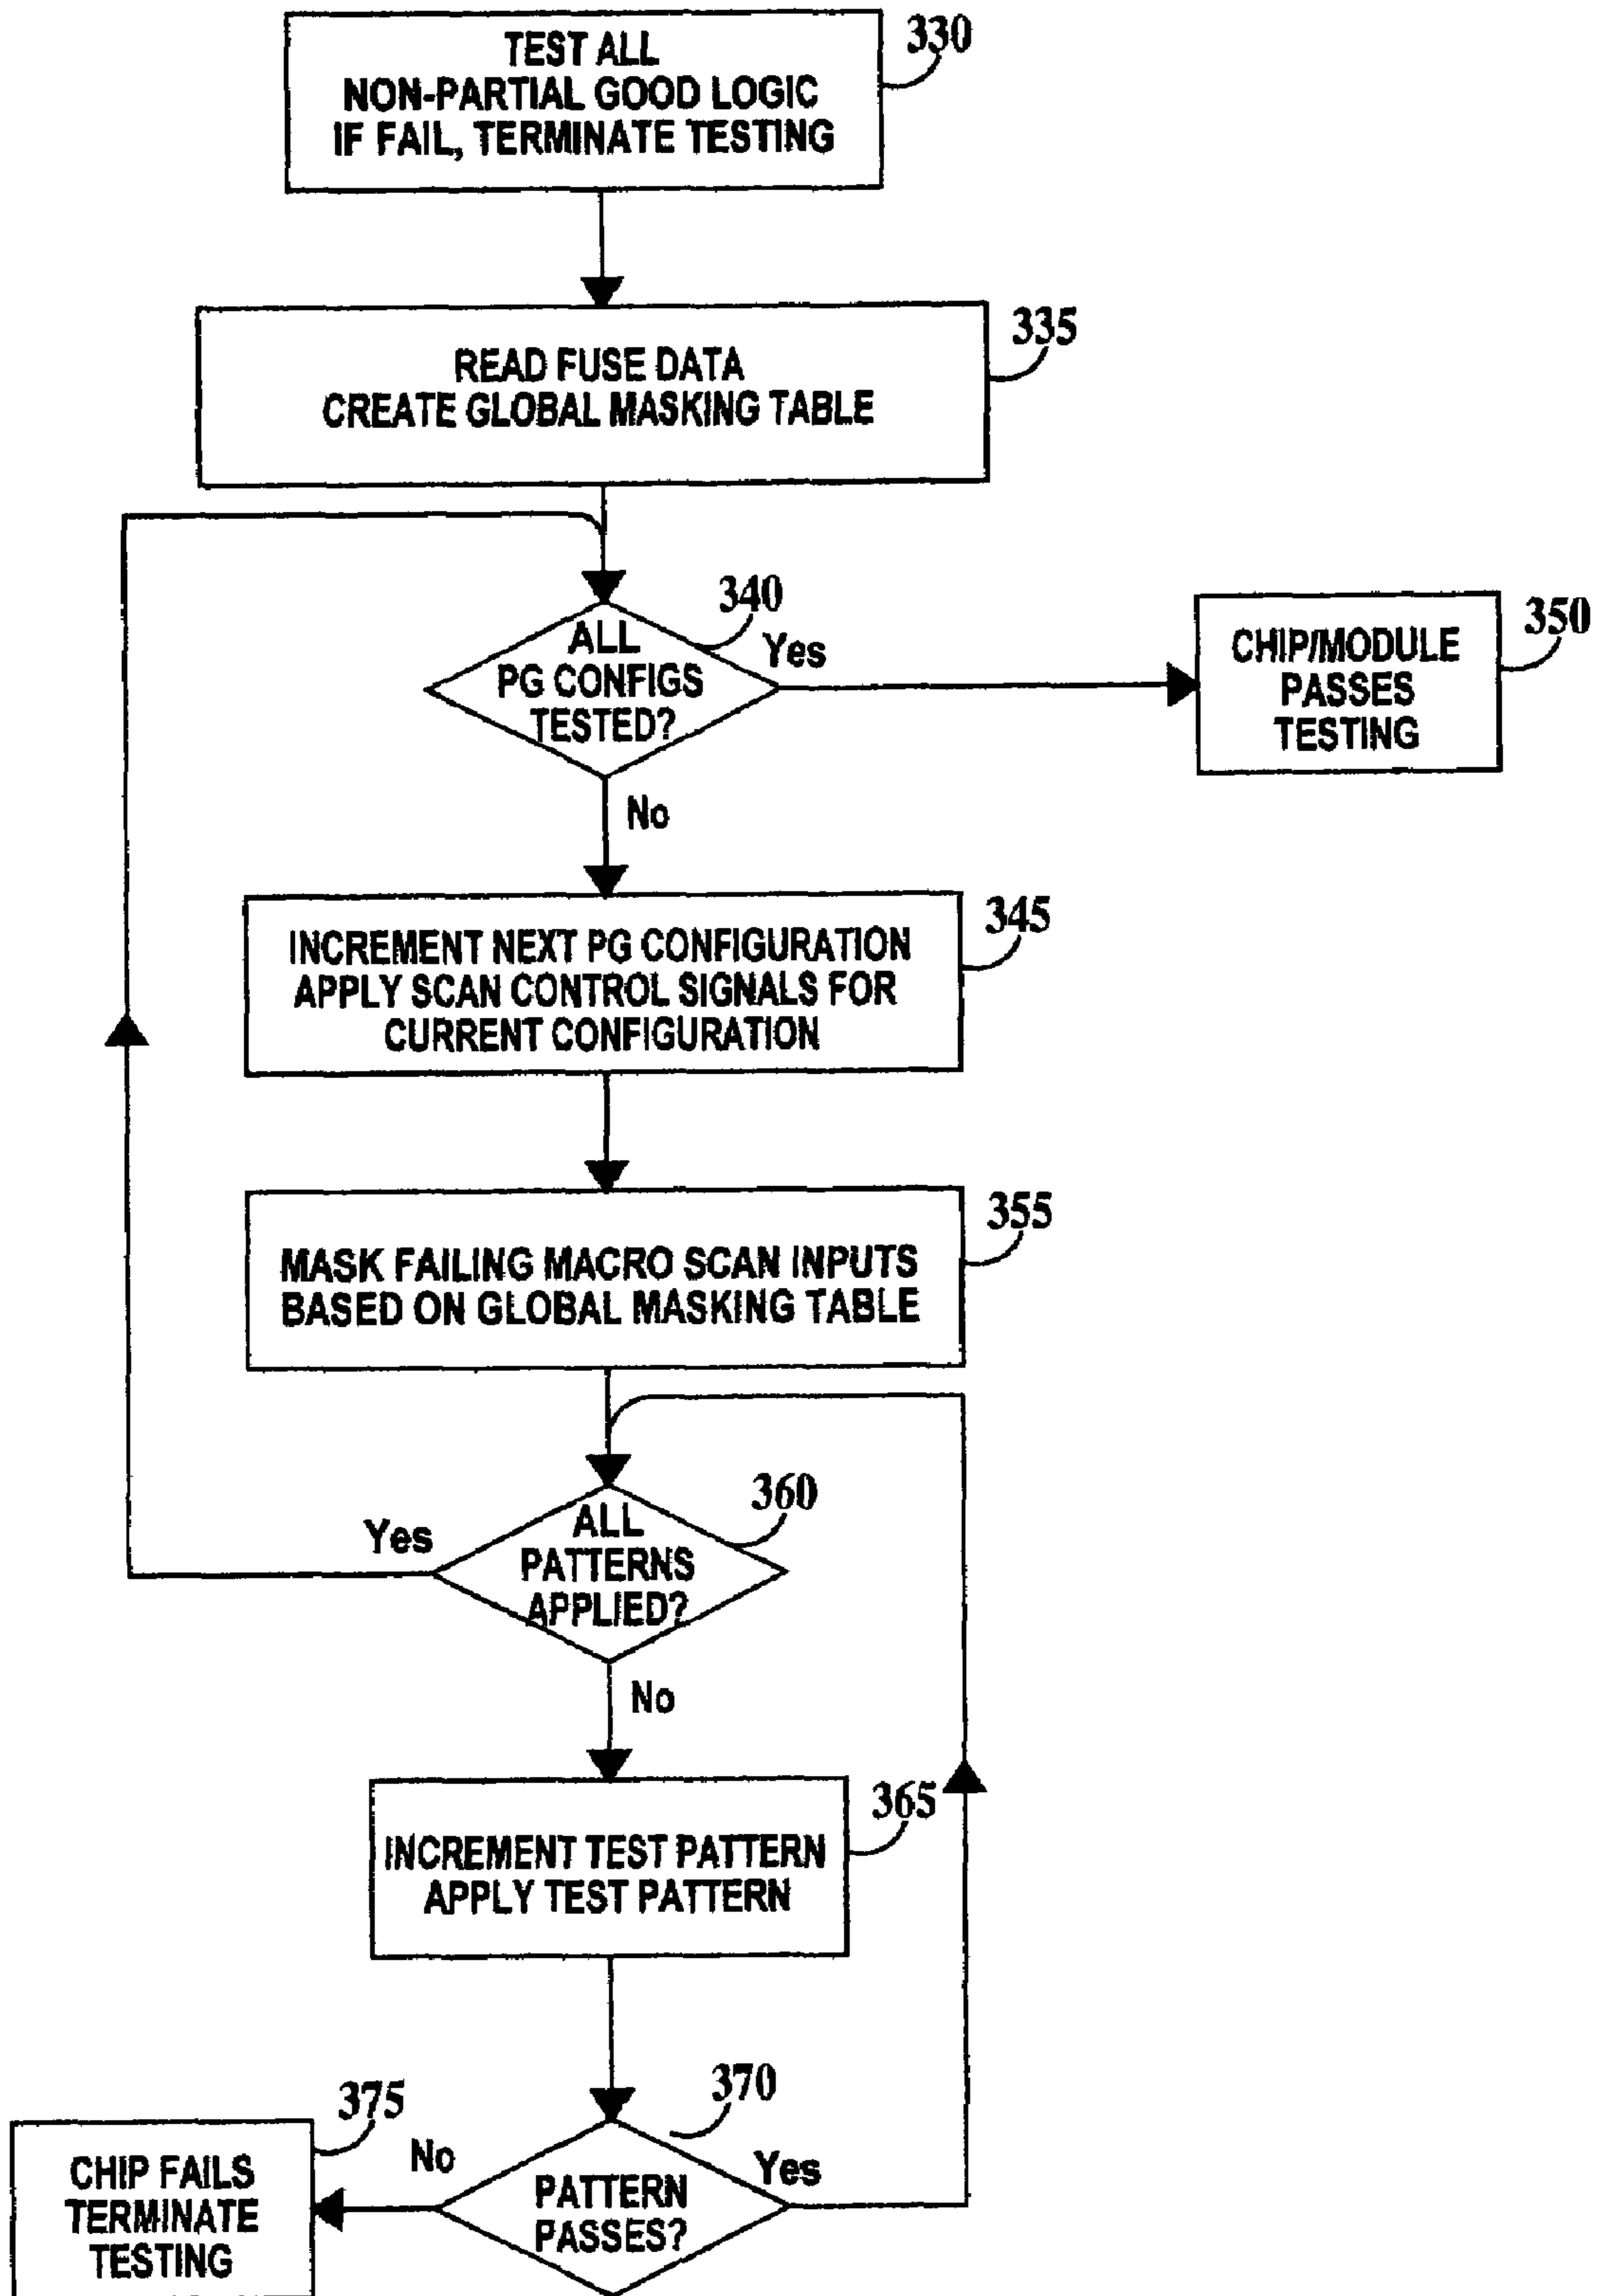 TEST ALL
NON-PARTIAL GOOD LOGIC
IF FAIL, TERMINATE TESTING
330
READ FUSE DATA
CREATE GLOBAL MASKING TABLE
335
ALL
PG CONFIGS
TESTED?
340
Yes
CHIP/MODULE
PASSES
TESTING
350
No
INCREMENT NEXT PG CONFIGURATION
APPLY SCAN CONTROL SIGNALS FOR
CURRENT CONFIGURATION
345
MASK FAILING MACRO SCAN INPUTS
BASED ON GLOBAL MASKING TABLE
355
ALL
PATTERNS
APPLIED?
360
Yes
No
INCREMENT TEST PATTERN
APPLY TEST PATTERN
365
PATTERN
PASSES?
370
Yes
No
CHIP FAILS
TERMINATE
TESTING
375